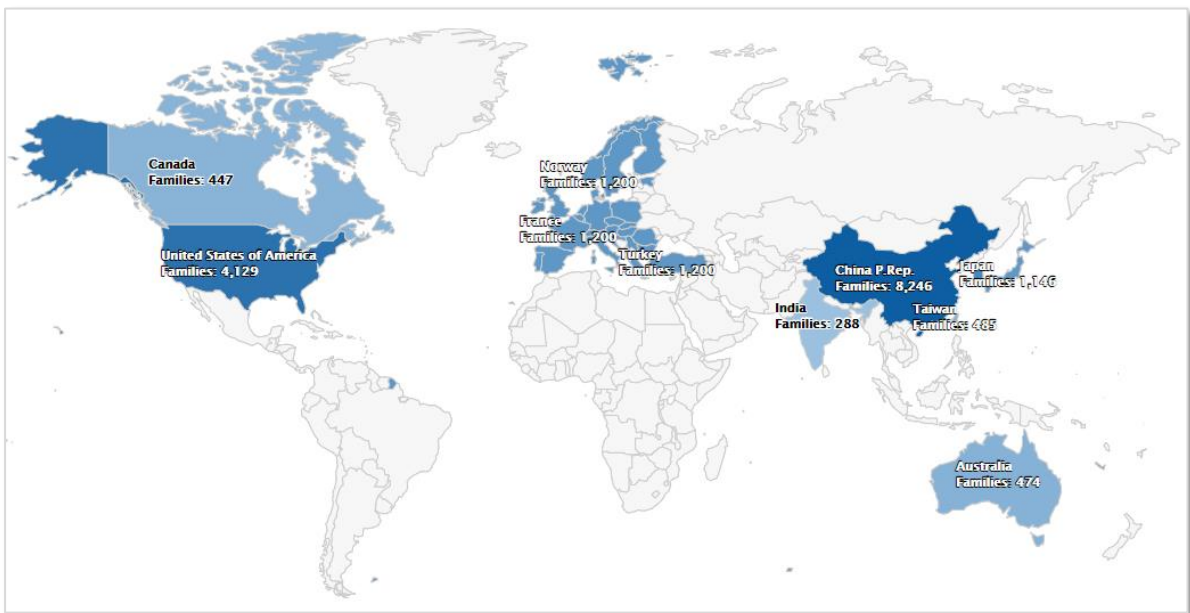 Canada
Families: 447
Norway
Families: 1,200
France
Families: 1,200
United States of America
Families: 4,129
Turkey
Families: 1,200
China P.Rep.
Families: 8,246
Japan
Families: 1,146
India
Families: 288
Taiwan
Families: 485
Australia
Families: 474